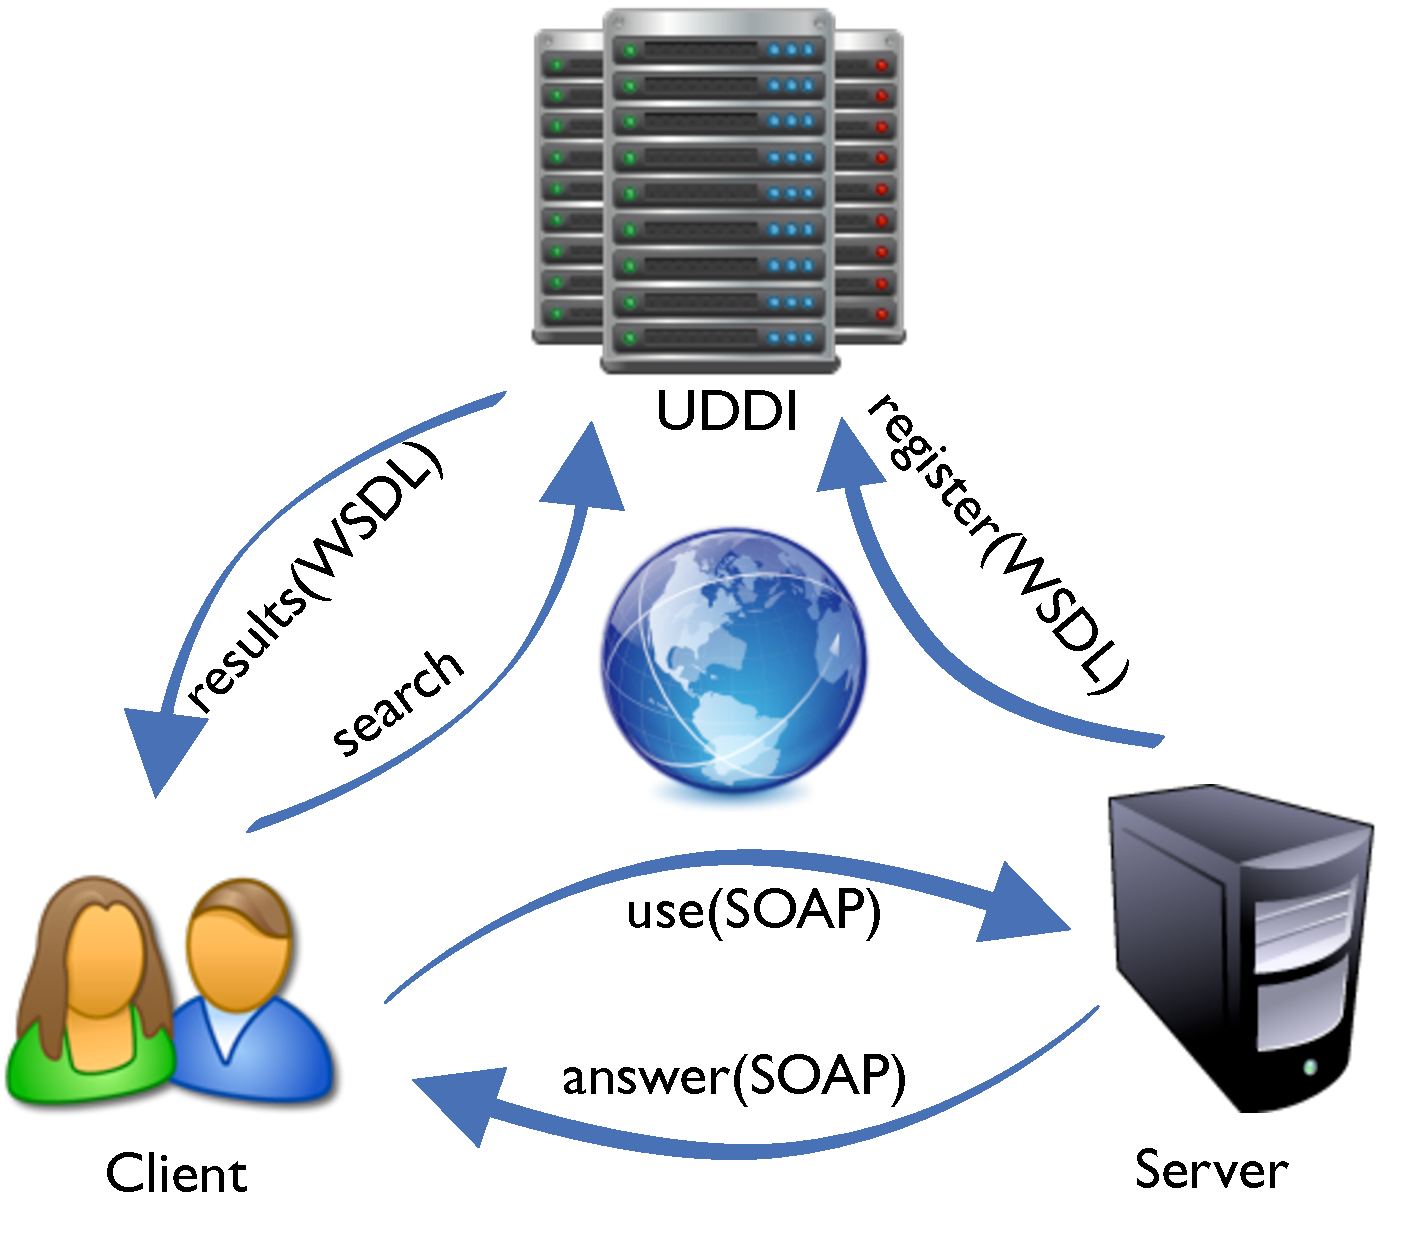 UDDI
results(WSDL)
search
register(WSDL)
use(SOAP)
answer(SOAP)
Client
Server